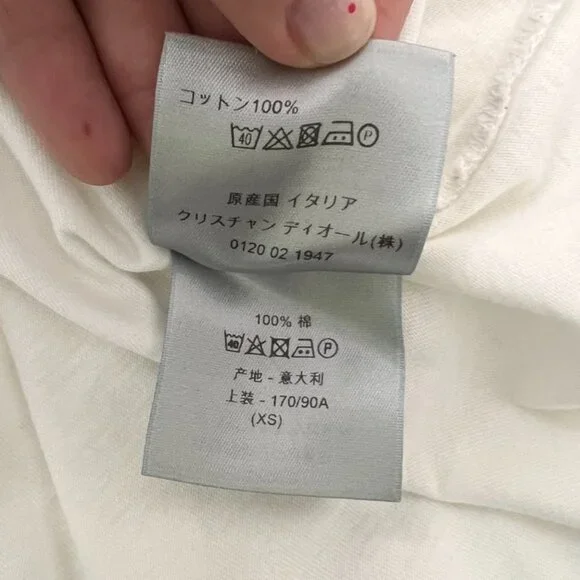 コットン100%
40 P
原産国 イタリア
クリスチャン ディオール(株)
0120 02 1947
100% 棉
40 P
产地 - 意大利
上装 - 170/90A
(XS)